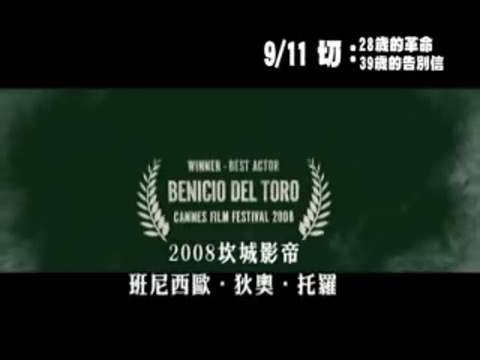 9/11 切：28歲的革命
39歲的告別信
WINNER - BEST ACTOR
BENICIO DEL TORO
CANNES FILM FESTIVAL 2008
2008坎城影帝
班尼西歐・狄奧・托羅